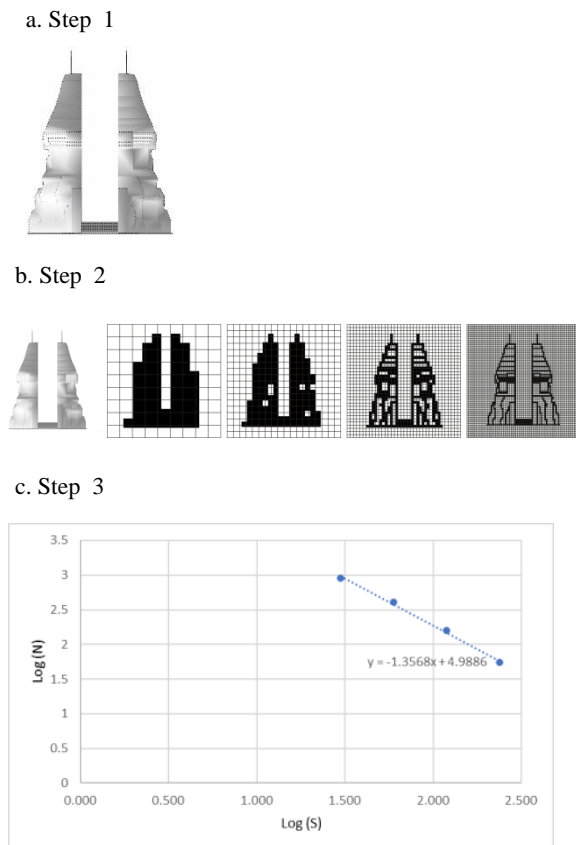 a. Step 1
b. Step 2
c. Step 3
3.5
3
2.5
2
1.5
1
0.5
0
Log (N)
y = -1.3568x + 4.9886
0.000 0.500 1.000 1.500 2.000 2.500
Log (S)